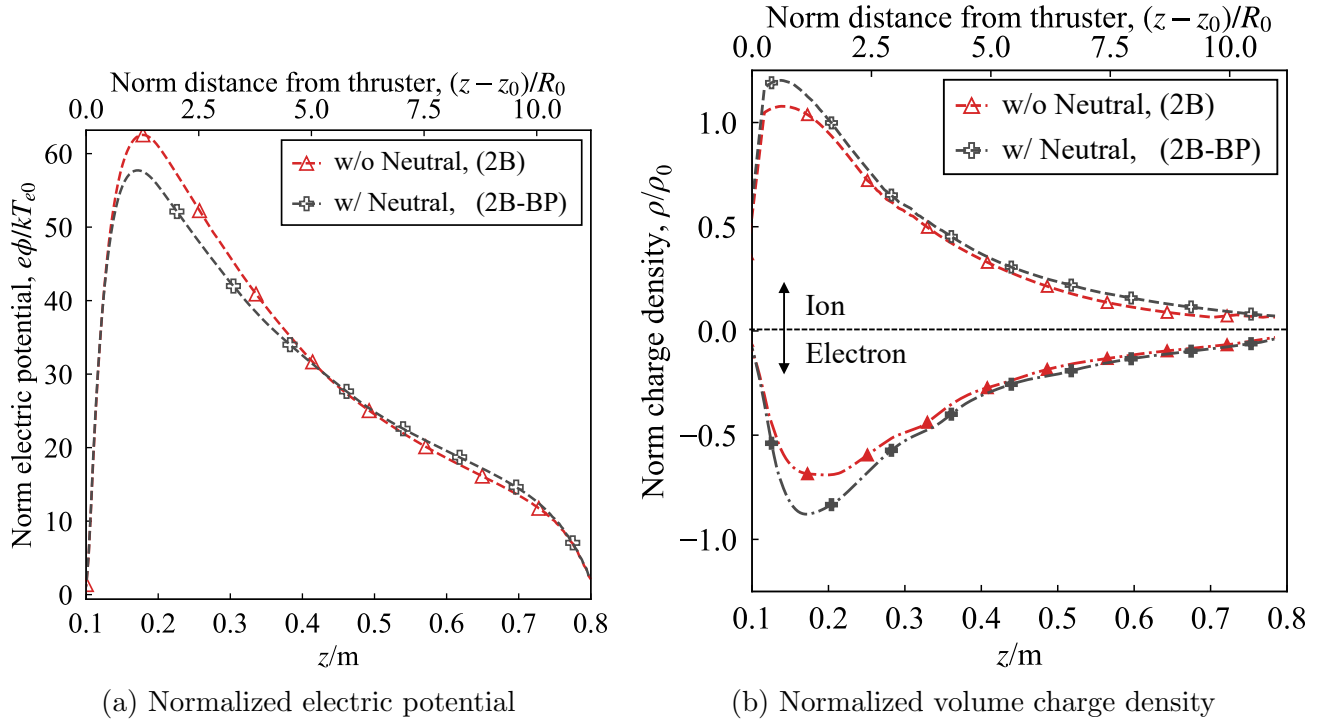 Norm distance from thruster, (z − z0)/R0
0.0 2.5 5.0 7.5 10.0
Norm electric potential, eϕ/kTe0
60
50
40
30
20
10
0
w/o Neutral, (2B)
w/ Neutral, (2B-BP)
0.1 0.2 0.3 0.4 0.5 0.6 0.7 0.8
z/m
(a) Normalized electric potential
Norm distance from thruster, (z − z0)/R0
0.0 2.5 5.0 7.5 10.0
Norm charge density, ρ/ρ0
1.0
0.5
0.0
−0.5
−1.0
w/o Neutral, (2B)
w/ Neutral, (2B-BP)
Ion
Electron
0.1 0.2 0.3 0.4 0.5 0.6 0.7 0.8
z/m
(b) Normalized volume charge density